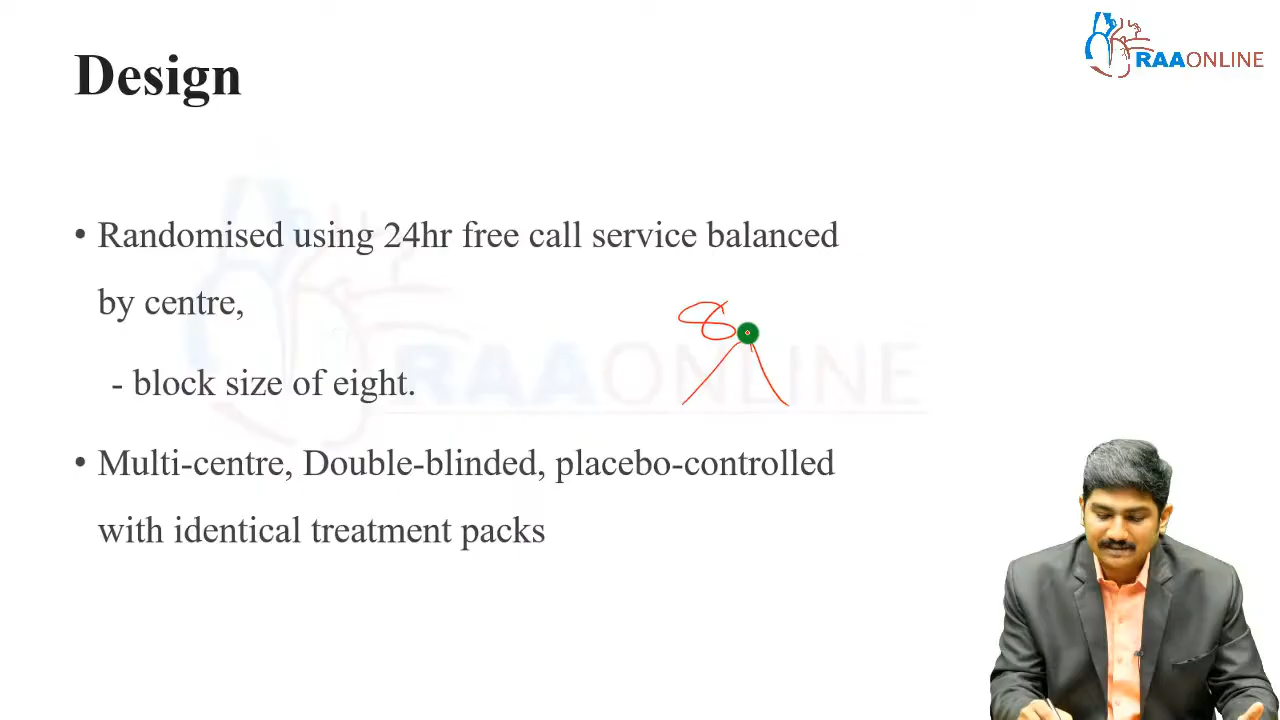 RAAONLINE
Design
• Randomised using 24hr free call service balanced
by centre,
8
- block size of eight.
RAAONLINE
• Multi-centre, Double-blinded, placebo-controlled
with identical treatment packs